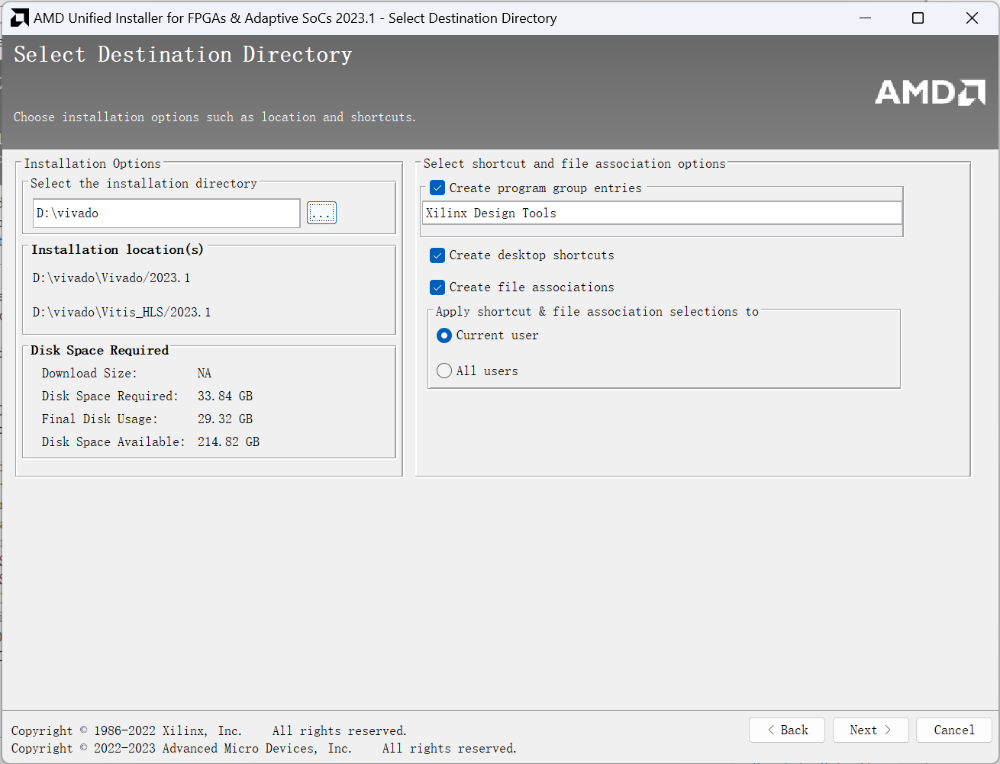 AMD Unified Installer for FPGAs & Adaptive SoCs 2023.1 - Select Destination Directory
Select Destination Directory
AMD
Choose installation options such as location and shortcuts.
Installation Options
Select the installation directory
D:\vivado
...
Installation location(s)
D:\vivado\Vivado/2023.1
D:\vivado\Vitis_HLS/2023.1
Disk Space Required
Download Size: NA
Disk Space Required: 33.84 GB
Final Disk Usage: 29.32 GB
Disk Space Available: 214.82 GB
Select shortcut and file association options
Create program group entries
Xilinx Design Tools
Create desktop shortcuts
Create file associations
Apply shortcut & file association selections to
Current user
All users
Copyright © 1986-2022 Xilinx, Inc. All rights reserved.
Copyright © 2022-2023 Advanced Micro Devices, Inc. All rights reserved.
< Back
Next >
Cancel